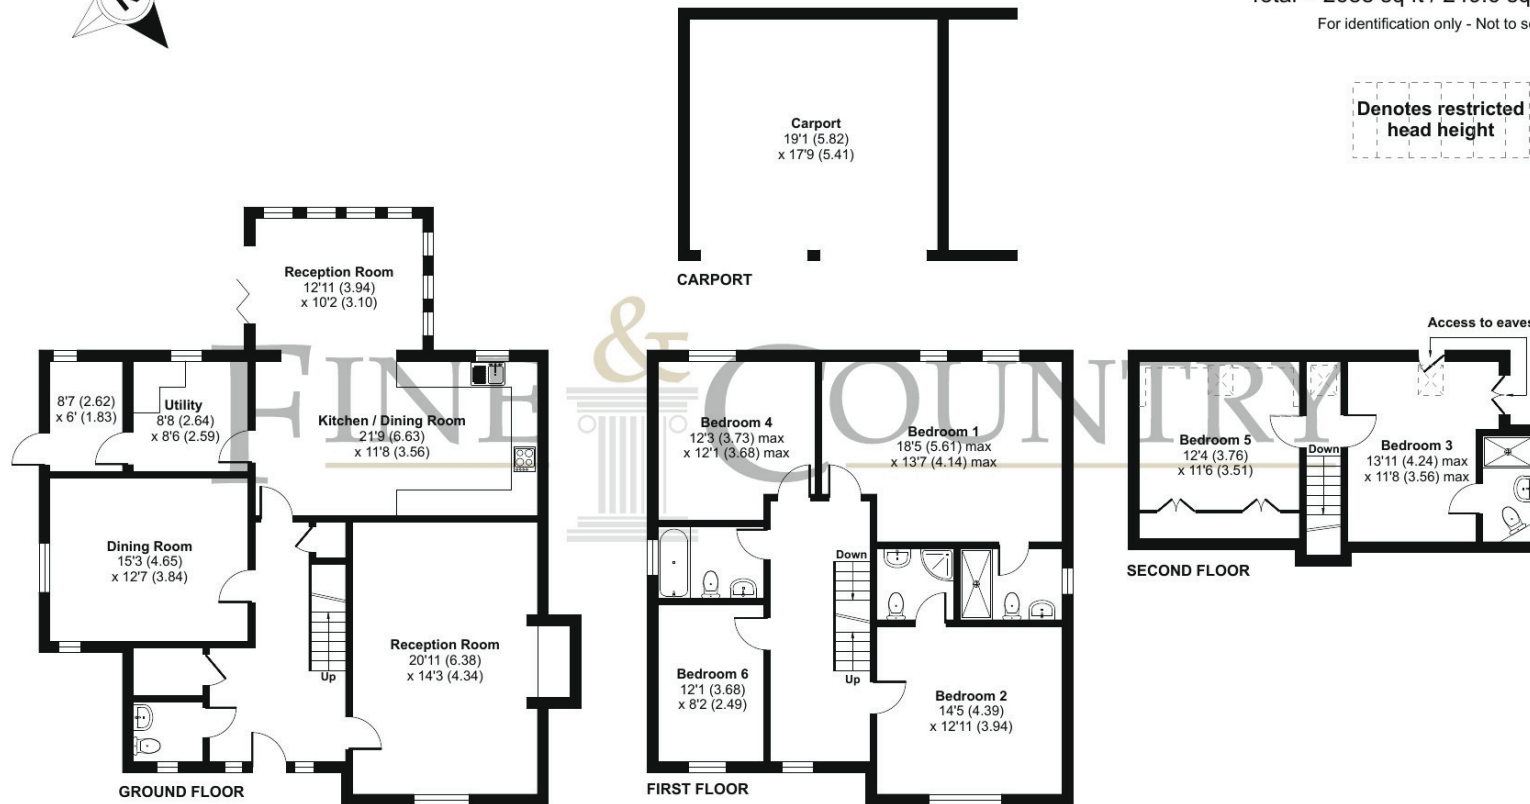 For identification only - Not to
Denotes restricted
head height
Carport
19'1 (5.82)
x 17'9 (5.41)
CARPORT
Reception Room
12'11 (3.94)
x 10'2 (3.10)
8'7 (2.62)
x 6' (1.83)
Utility
8'8 (2.64)
x 8'6 (2.59)
Kitchen / Dining Room
21'9 (6.63)
x 11'8 (3.56)
Dining Room
15'3 (4.65)
x 12'7 (3.84)
Reception Room
20'11 (6.38)
x 14'3 (4.34)
Up
GROUND FLOOR
FINE & COUNTRY
Bedroom 4
12'3 (3.73) max
x 12'1 (3.68) max
Bedroom 1
18'5 (5.61) max
x 13'7 (4.14) max
Down
Up
Bedroom 6
12'1 (3.68)
x 8'2 (2.49)
Bedroom 2
14'5 (4.39)
x 12'11 (3.94)
FIRST FLOOR
Access to eaves
Bedroom 5
12'4 (3.76)
x 11'6 (3.51)
Down
Bedroom 3
13'11 (4.24) max
x 11'8 (3.56) max
SECOND FLOOR